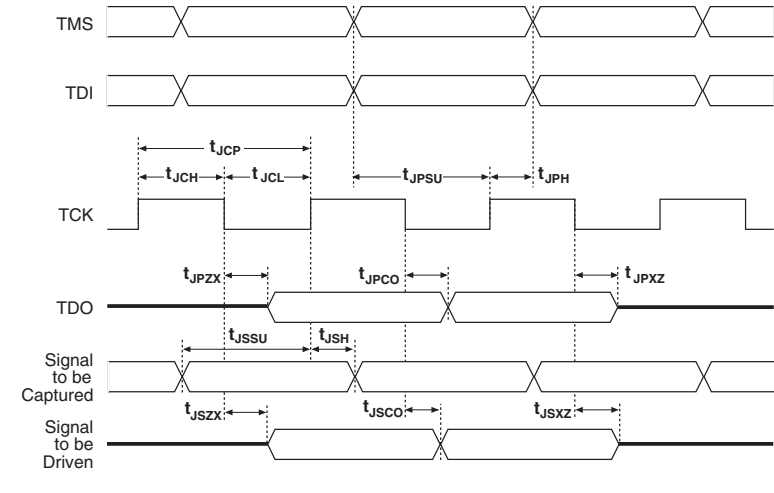 TMS
TDI
tJCP
tJCH tJCL tJPSU tJPH
TCK
tJPZX tJPCO tJPXZ
TDO
tJSSU tJSH
Signal
to be
Captured
tJSZX tJSCO tJSXZ
Signal
to be
Driven